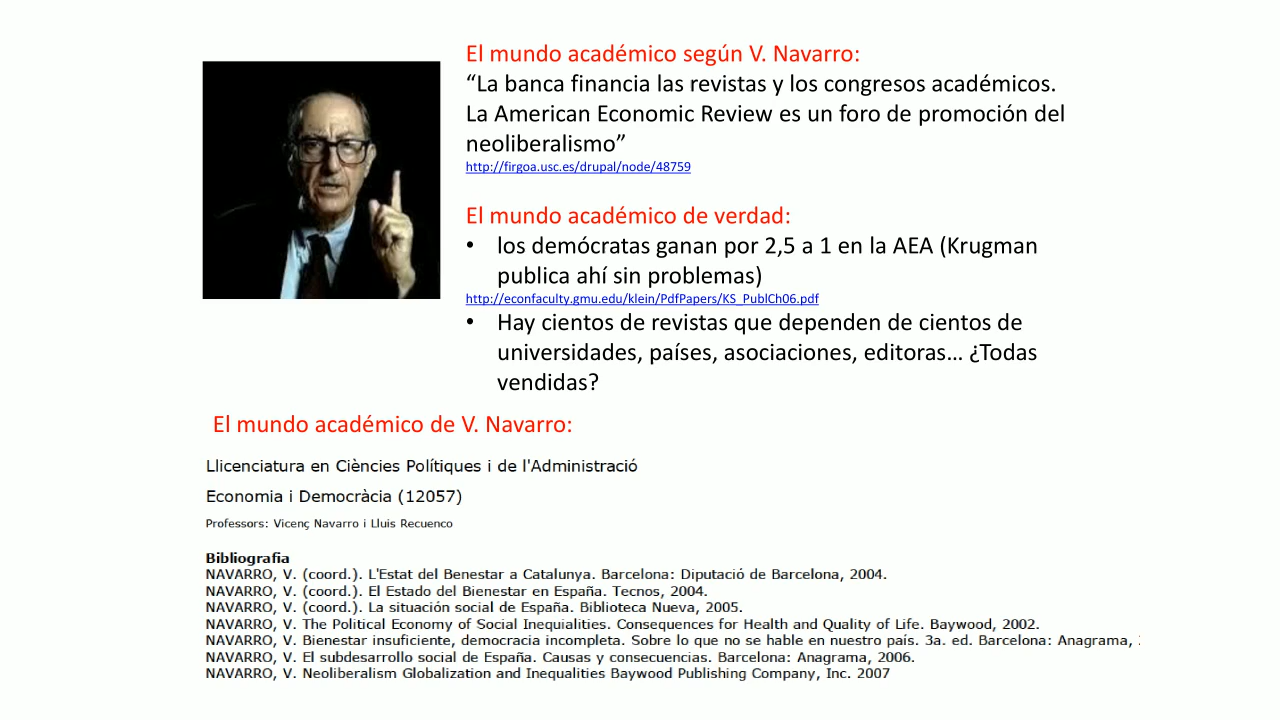 El mundo académico según V. Navarro:
“La banca financia las revistas y los congresos académicos.
La American Economic Review es un foro de promoción del
neoliberalismo”
http://firgoa.usc.es/drupal/node/48759
El mundo académico de verdad:
• los demócratas ganan por 2,5 a 1 en la AEA (Krugman
publica ahí sin problemas)
http://econfaculty.gmu.edu/klein/PdfPapers/KS_PublCh06.pdf
• Hay cientos de revistas que dependen de cientos de
universidades, países, asociaciones, editoras… ¿Todas
vendidas?
El mundo académico de V. Navarro:
Llicenciatura en Ciències Polítiques i de l'Administració
Economia i Democràcia (12057)
Professors: Vicenç Navarro i Lluis Recuenco
Bibliografia
NAVARRO, V. (coord.). L'Estat del Benestar a Catalunya. Barcelona: Diputació de Barcelona, 2004.
NAVARRO, V. (coord.). El Estado del Bienestar en España. Tecnos, 2004.
NAVARRO, V. (coord.). La situación social de España. Biblioteca Nueva, 2005.
NAVARRO, V. The Political Economy of Social Inequialities. Consequences for Health and Quality of Life. Baywood, 2002.
NAVARRO, V. Bienestar insuficiente, democracia incompleta. Sobre lo que no se hable en nuestro país. 3a. ed. Barcelona: Anagrama,
NAVARRO, V. El subdesarrollo social de España. Causas y consecuencias. Barcelona: Anagrama, 2006.
NAVARRO, V. Neoliberalism Globalization and Inequalities Baywood Publishing Company, Inc. 2007